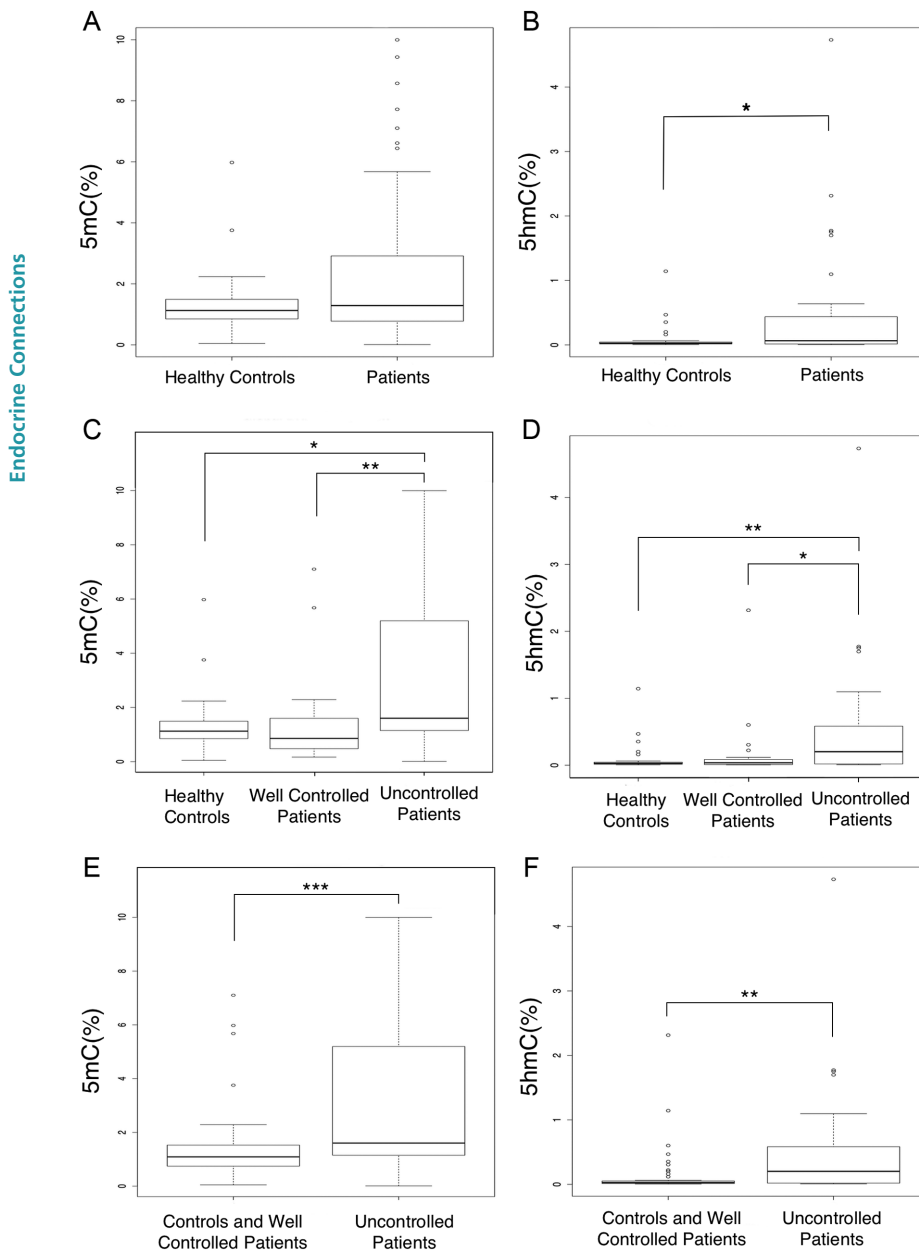 Endocrine Connections
A
5mC(%)
0
2
4
6
8
10
Healthy Controls
Patients
B
5hmC(%)
0
1
2
3
4
*
Healthy Controls
Patients
C
5mC(%)
0
2
4
6
8
10
*
**
Healthy
Controls
Well Controlled
Patients
Uncontrolled
Patients
D
5hmC(%)
0
1
2
3
4
**
*
Healthy
Controls
Well Controlled
Patients
Uncontrolled
Patients
E
5mC(%)
0
2
4
6
8
10
***
Controls and Well
Controlled Patients
Uncontrolled
Patients
F
5hmC(%)
0
1
2
3
4
**
Controls and Well
Controlled Patients
Uncontrolled
Patients